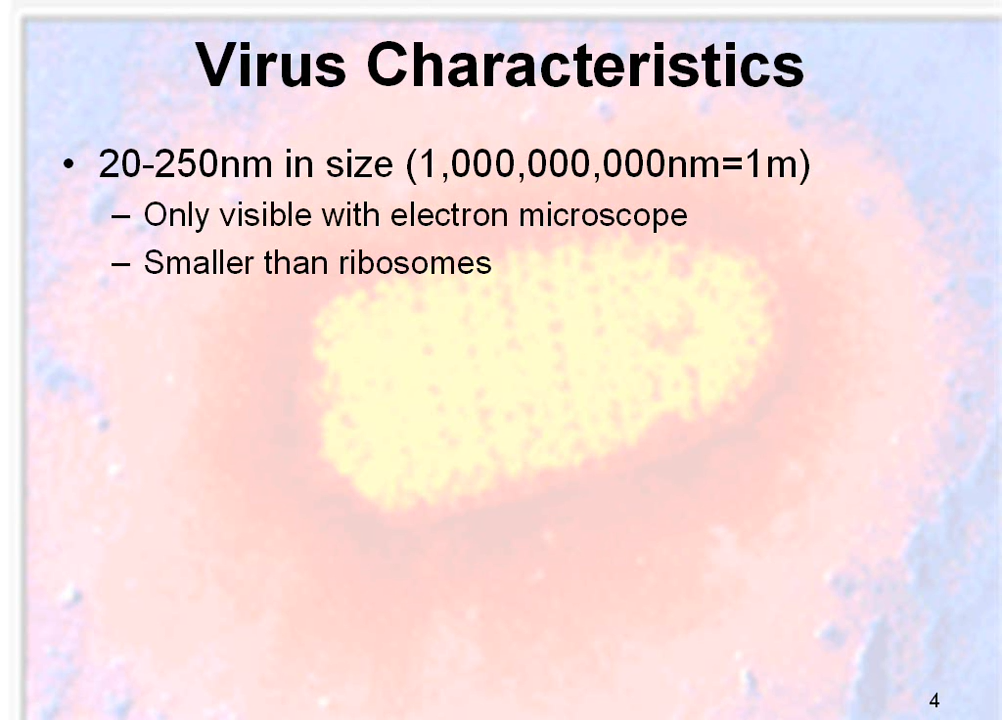 Virus Characteristics
• 20-250nm in size (1,000,000,000nm=1m)
– Only visible with electron microscope
– Smaller than ribosomes
4